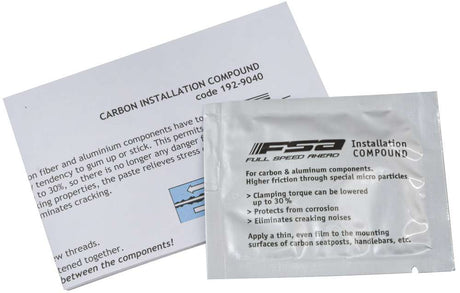 CARBON INSTALLATION COMPOUND
code 192-9040
on fiber and aluminium components have to
tendency to gum up or stick. This permits
to 30%, so there is no longer any danger
ing properties, the paste relieves stress
minates cracking.
w threads.
tened together.
between the components!
FSA
FULL SPEED AHEAD
Installation
COMPOUND
For carbon & aluminum components.
Higher friction through special micro particles
> Clamping torque can be lowered
up to 30 %
> Protects from corrosion
> Eliminates creaking noises
Apply a thin, even film to the mounting
surfaces of carbon seatposts, handlebars, etc.